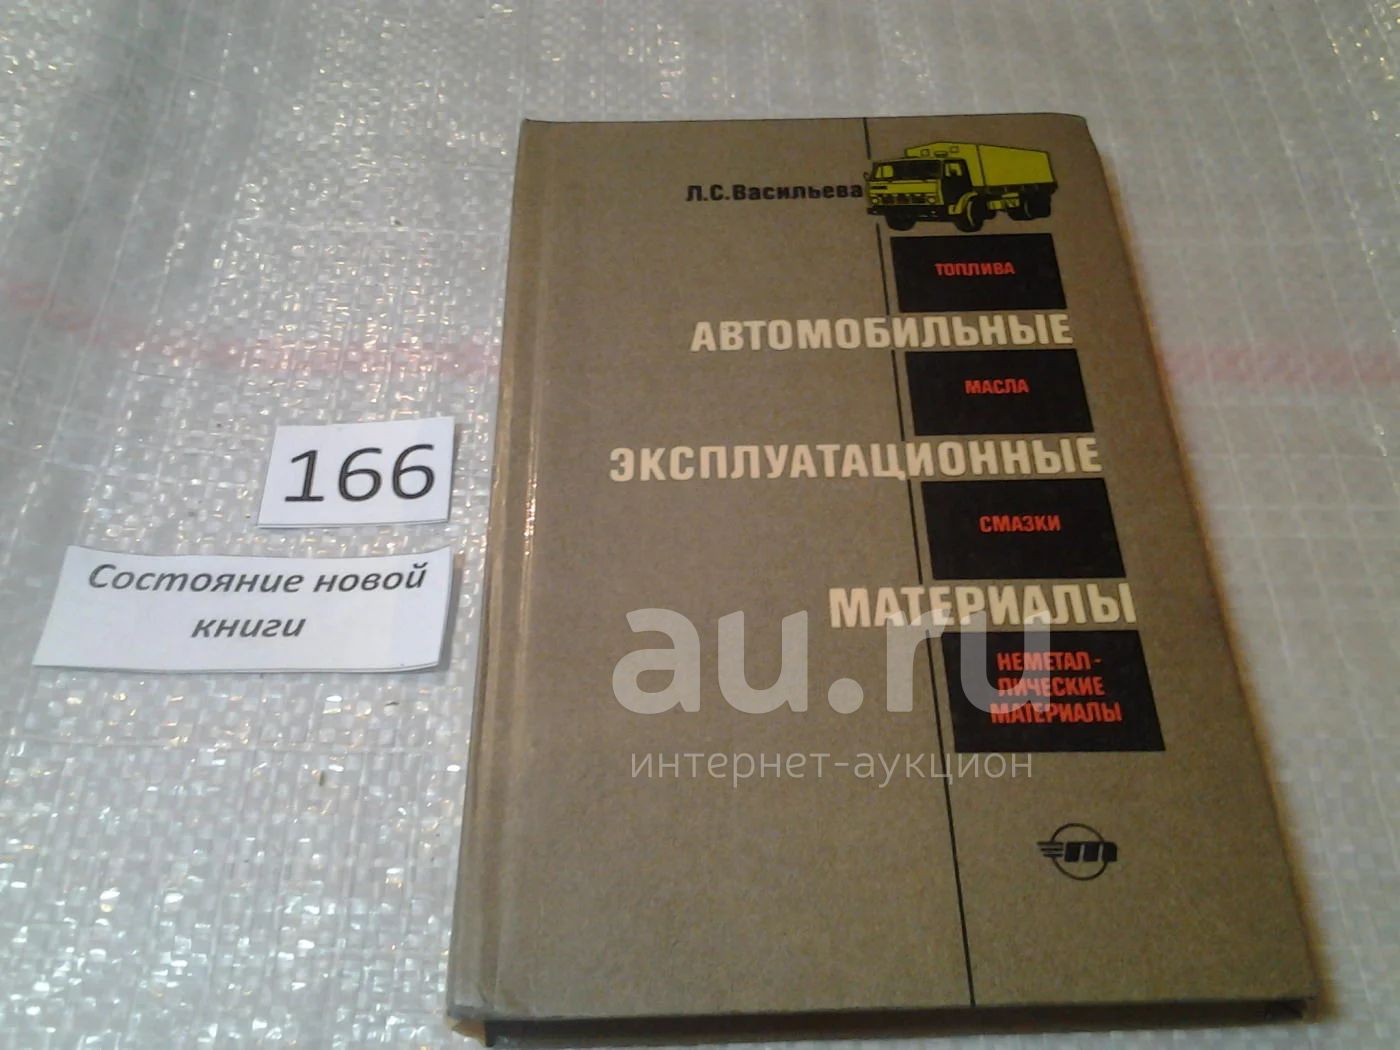 Л.С.Васильева
ТОПЛИВА
АВТОМОБИЛЬНЫЕ
МАСЛА
ЭКСПЛУАТАЦИОННЫЕ
СМАЗКИ
МАТЕРИАЛЫ
НЕМЕТАЛ-
ЛИЧЕСКИЕ
МАТЕРИАЛЫ
166
Состояние новой
книги
au.ru
интернет-аукцион